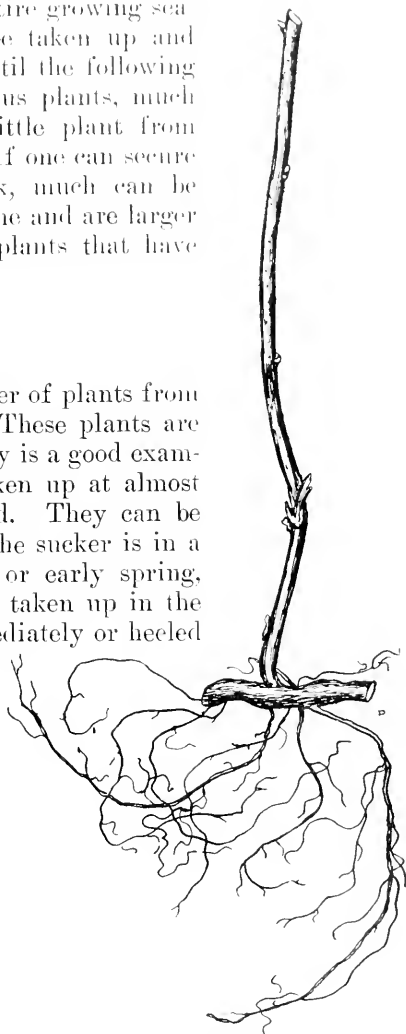 tire growing sea-
e taken up and
til the following
us plants, much
ittle plant from
f one can secure
k, much can be
ne and are larger
plants that have
er of plants from
These plants are
y is a good exam-
ken up at almost
d. They can be
he sucker is in a
or early spring,
taken up in the
ediately or heeled